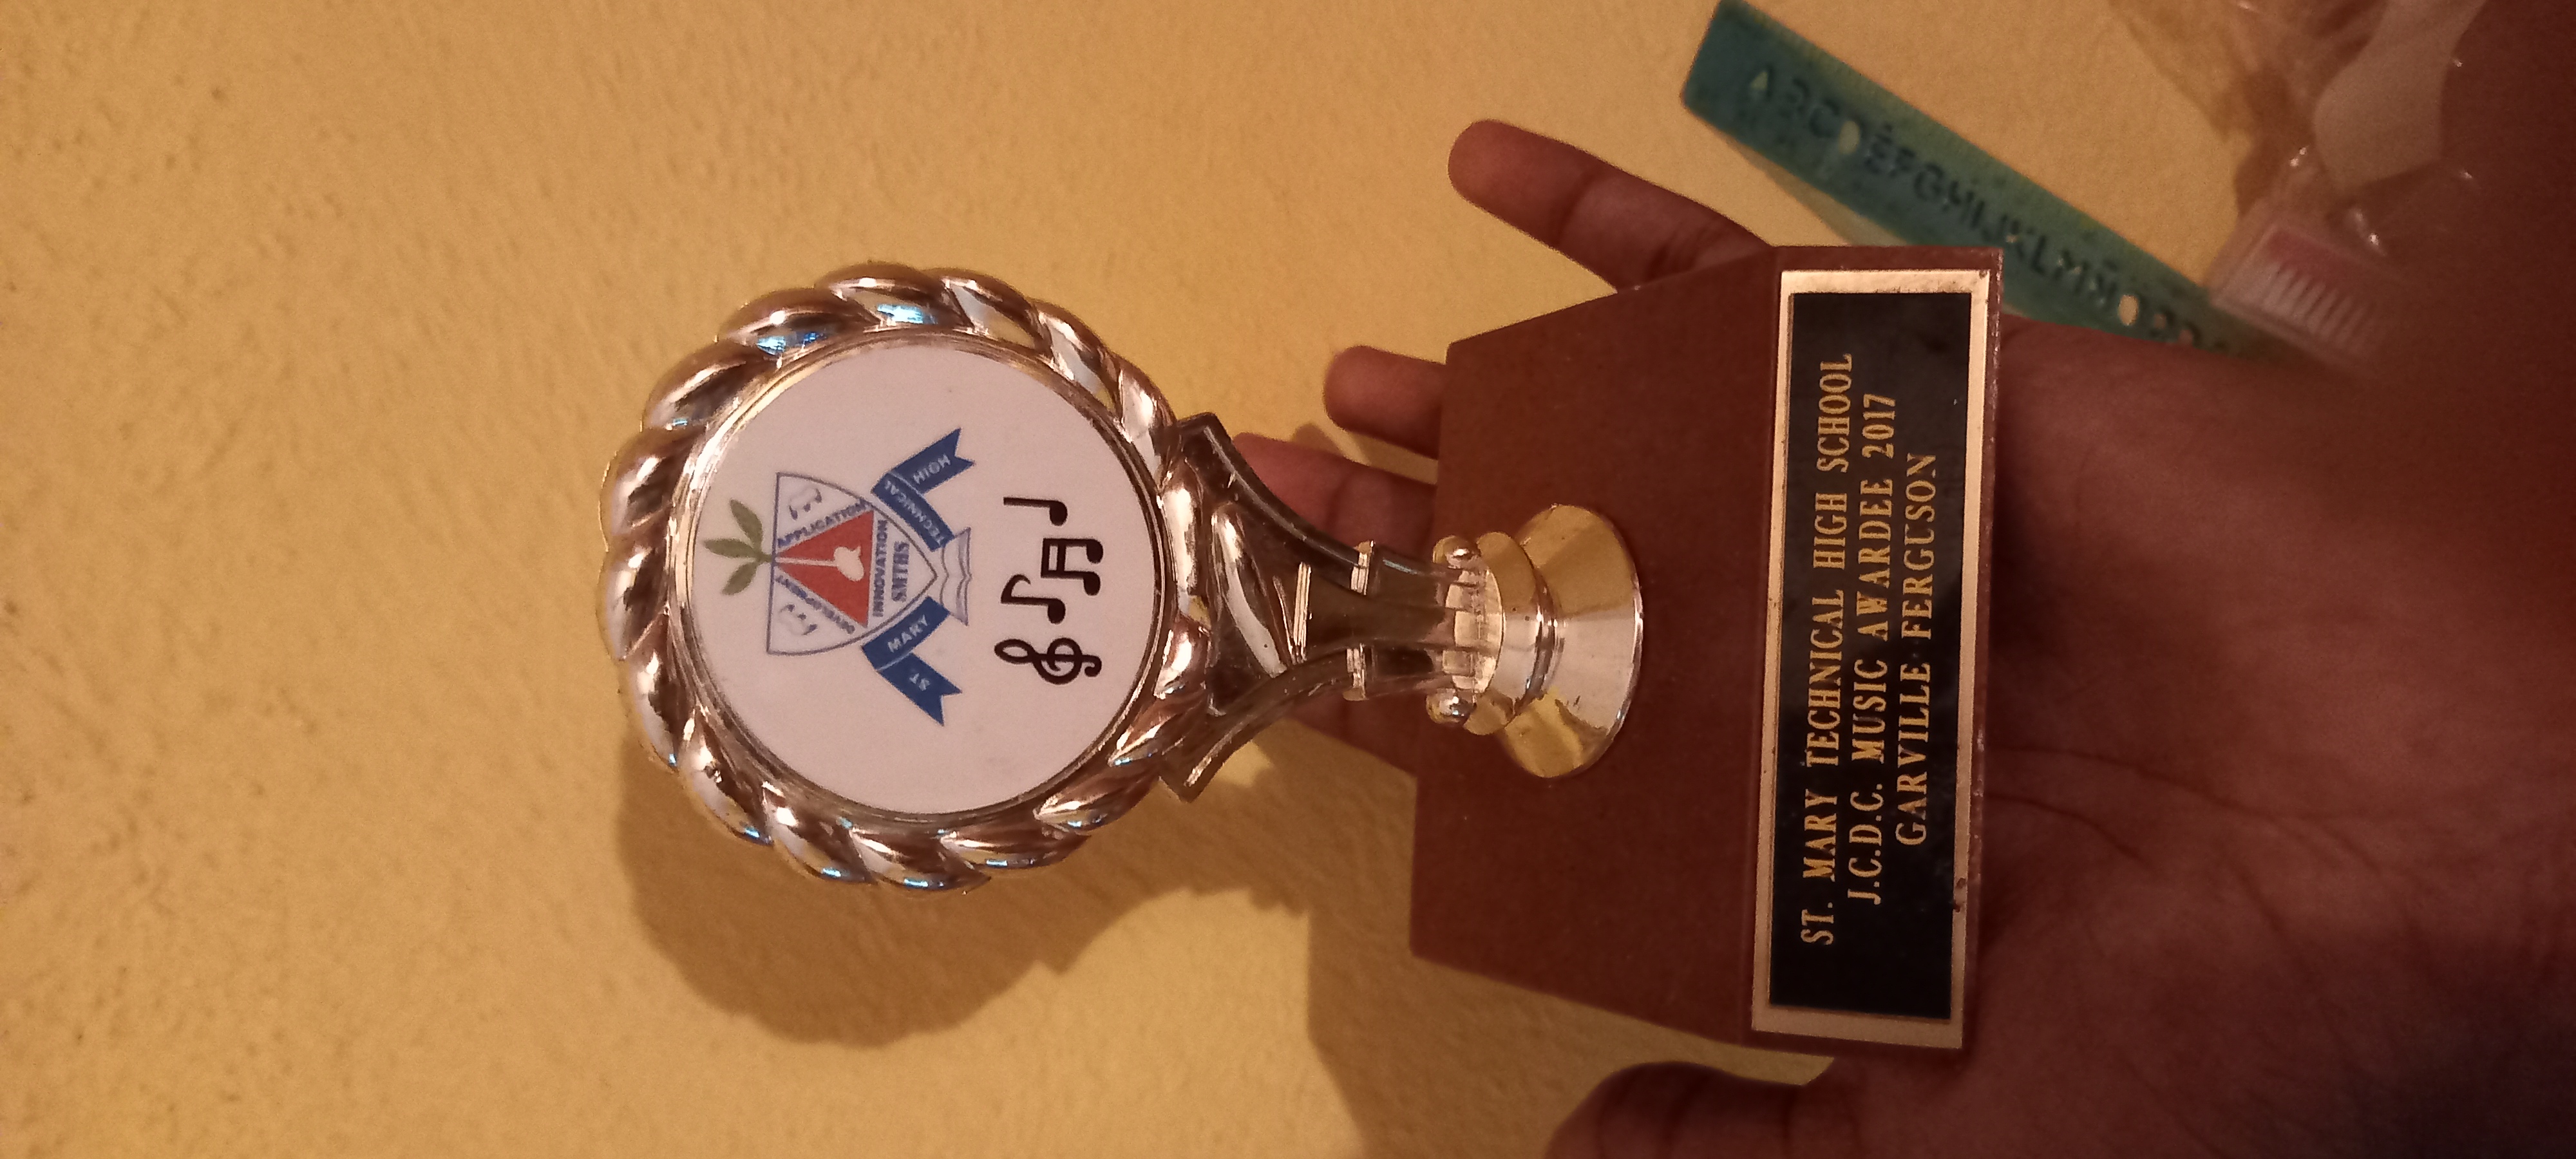 DEVELOPMENT
APPLICATION
INNOVATION
SMTHS
ST. MARY TECHNICAL HIGH
ST. MARY TECHNICAL HIGH SCHOOL
J.C.D.C. MUSIC AWARDEE 2017
GARVILLE FERGUSON